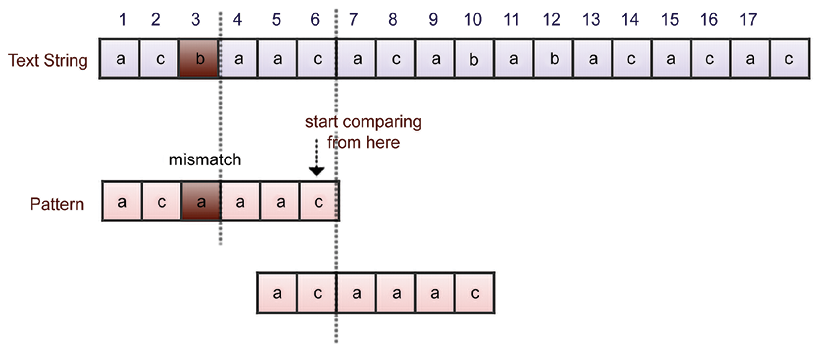 1 2 3 4 5 6 7 8 9 10 11 12 13 14 15 16 17
Text String a c b a a c a c a b a b a c a c a c
start comparing
from here
mismatch
Pattern a c a a a c
a c a a a c